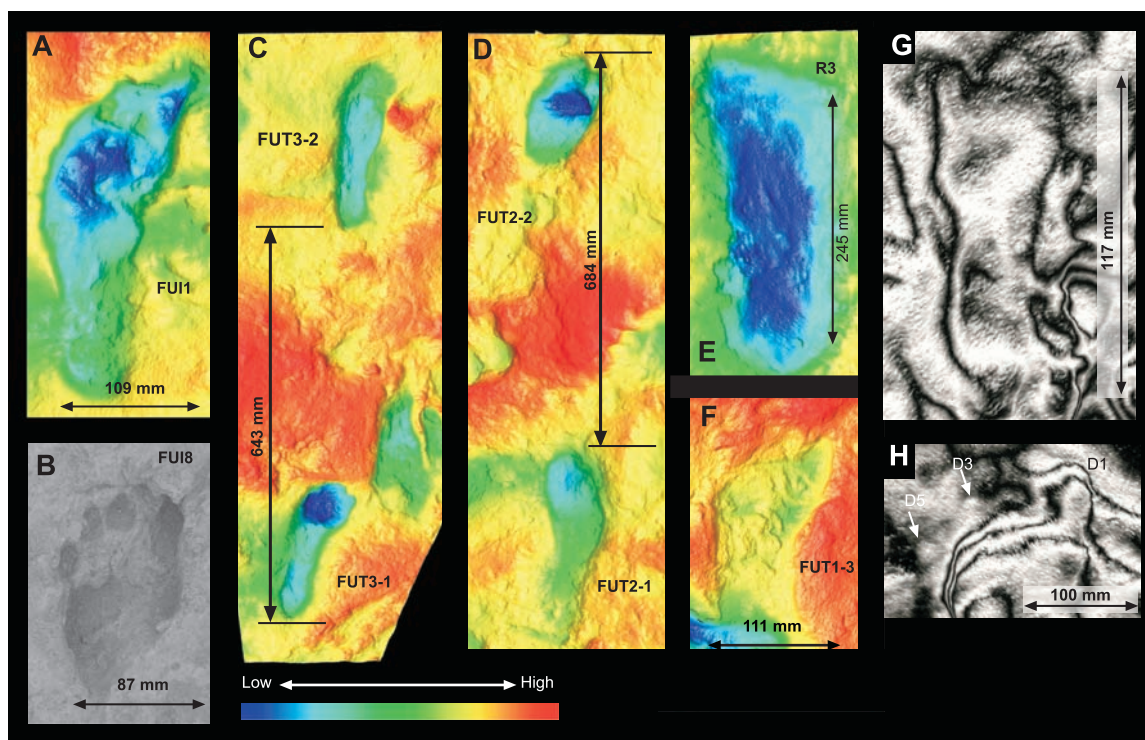 A
FUI1
109 mm
B
FUI8
87 mm
C
FUT3-2
643 mm
FUT3-1
D
FUT2-2
684 mm
FUT2-1
R3
245 mm
E
F
FUT1-3
111 mm
G
117 mm
H
D5
D3
D1
100 mm
Low
High